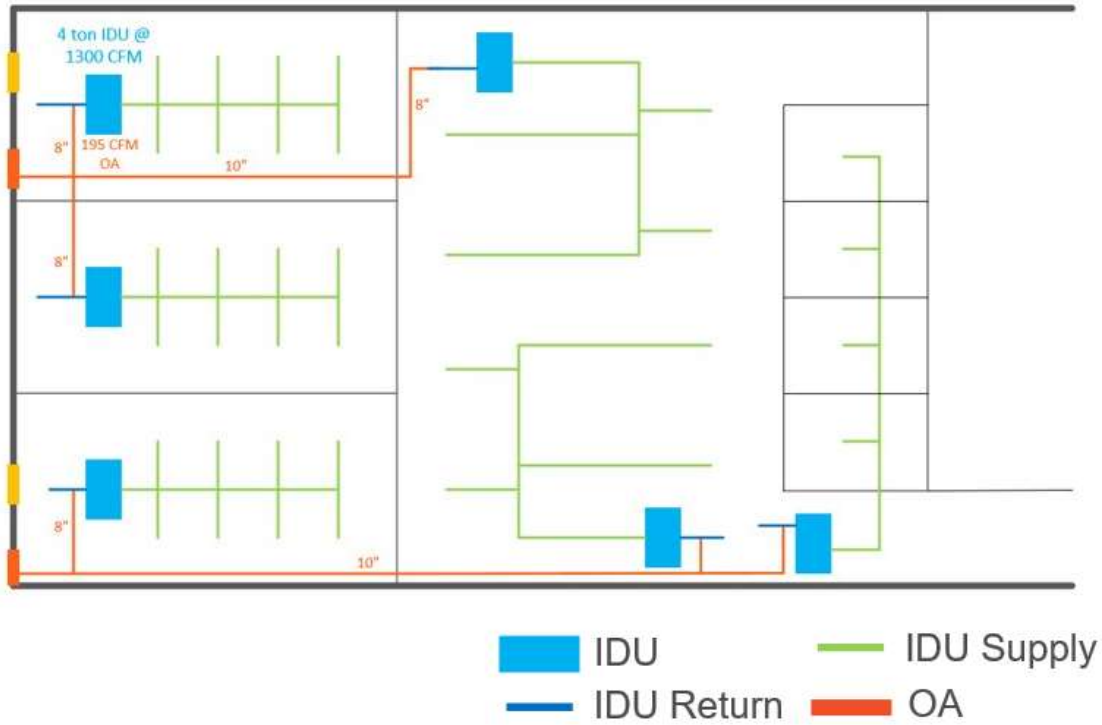 4 ton IDU @
1300 CFM
8"
8"
195 CFM
OA
10"
8"
8"
10"
IDU
IDU Supply
IDU Return
OA